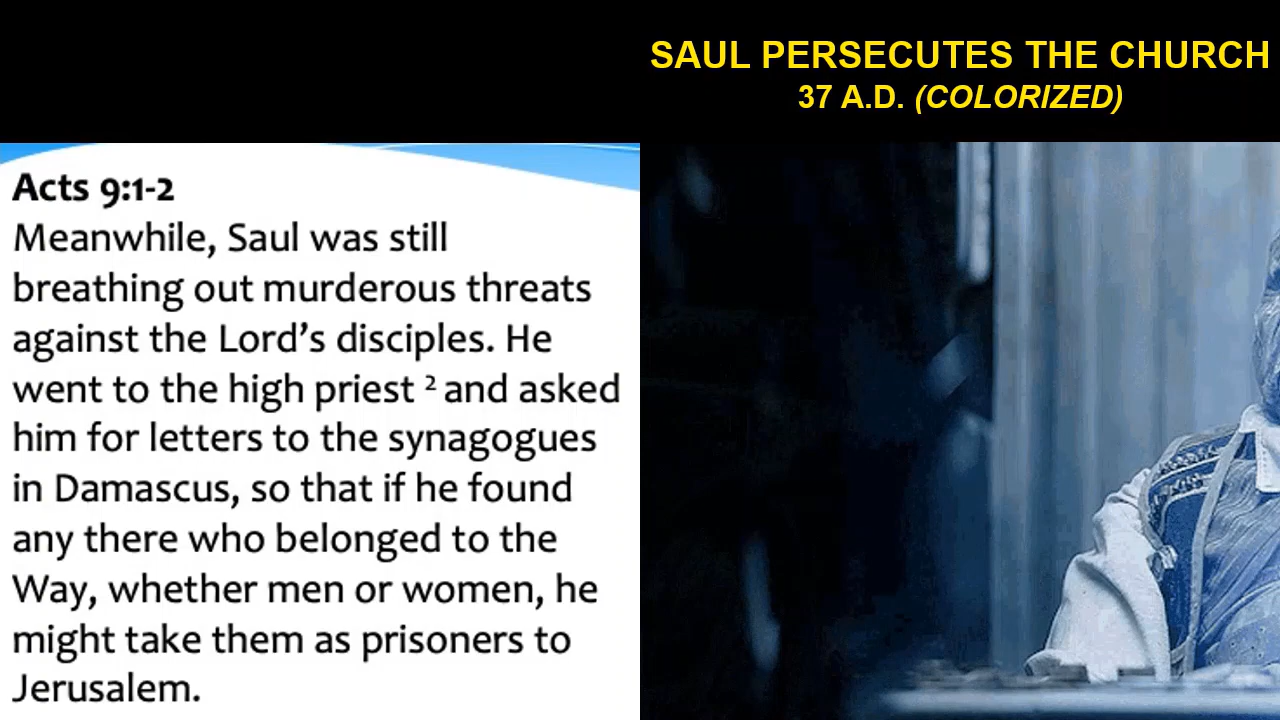 SAUL PERSECUTES THE CHURCH
37 A.D. (COLORIZED)
Acts 9:1-2
Meanwhile, Saul was still
breathing out murderous threats
against the Lord’s disciples. He
went to the high priest ² and asked
him for letters to the synagogues
in Damascus, so that if he found
any there who belonged to the
Way, whether men or women, he
might take them as prisoners to
Jerusalem.